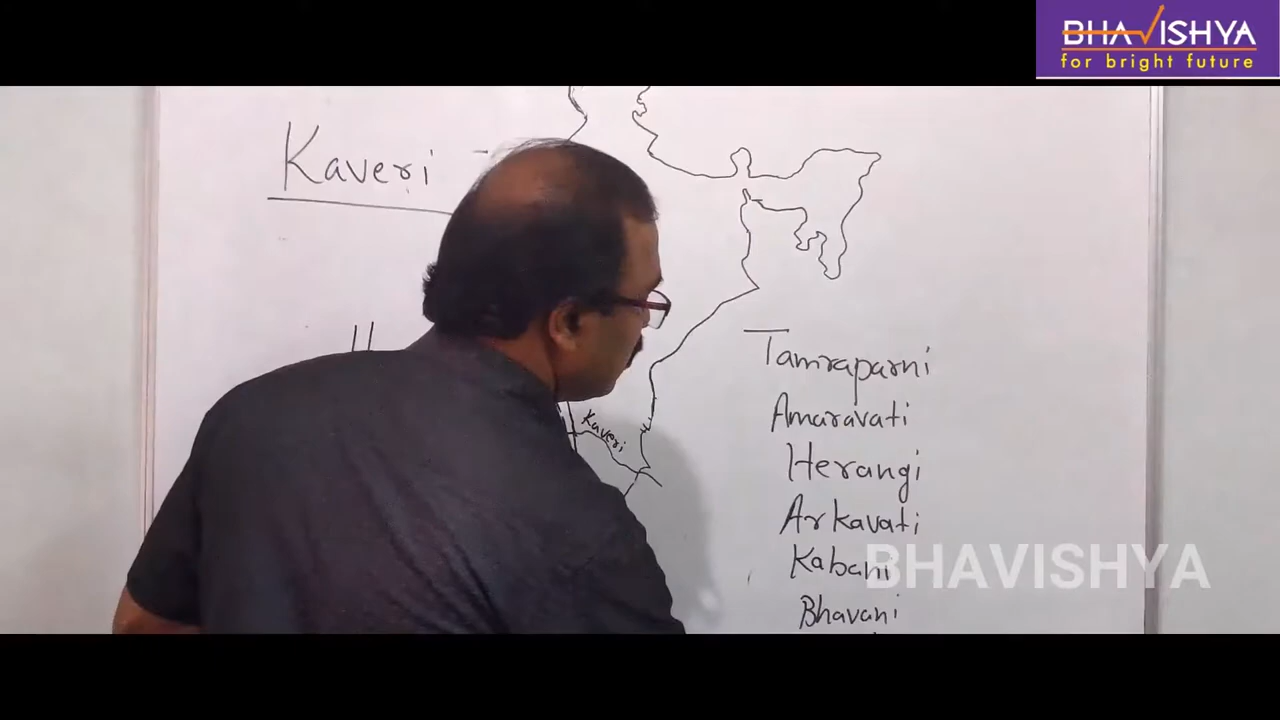 BHAVISHYA
for bright future
Kaveri -
Kaveri
Tamraparni
Amaravati
Herangi
Arkavati
Kabani
BHAVISHYA
Bhavani